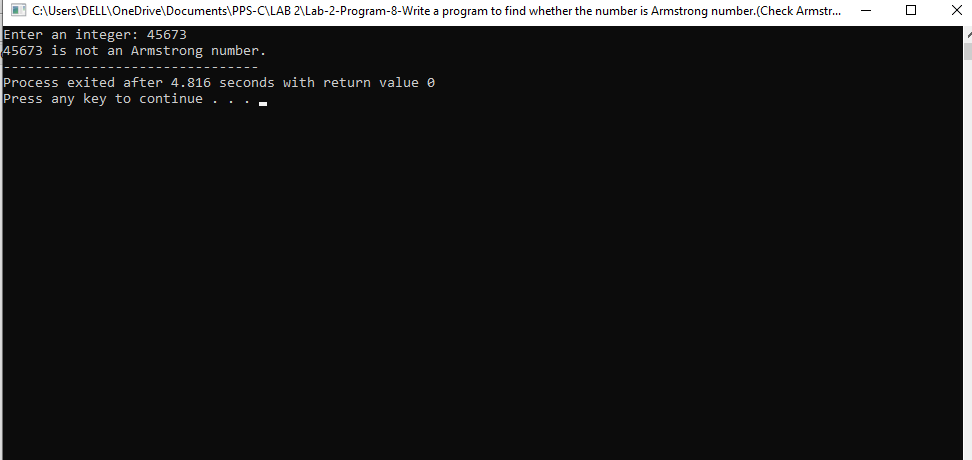 C:\Users\DELL\OneDrive\Documents\PPS-C\LAB 2\Lab-2-Program-8-Write a program to find whether the number is Armstrong number.(Check Armstr...
Enter an integer: 45673
45673 is not an Armstrong number.
--------------------------------
Process exited after 4.816 seconds with return value 0
Press any key to continue . . .